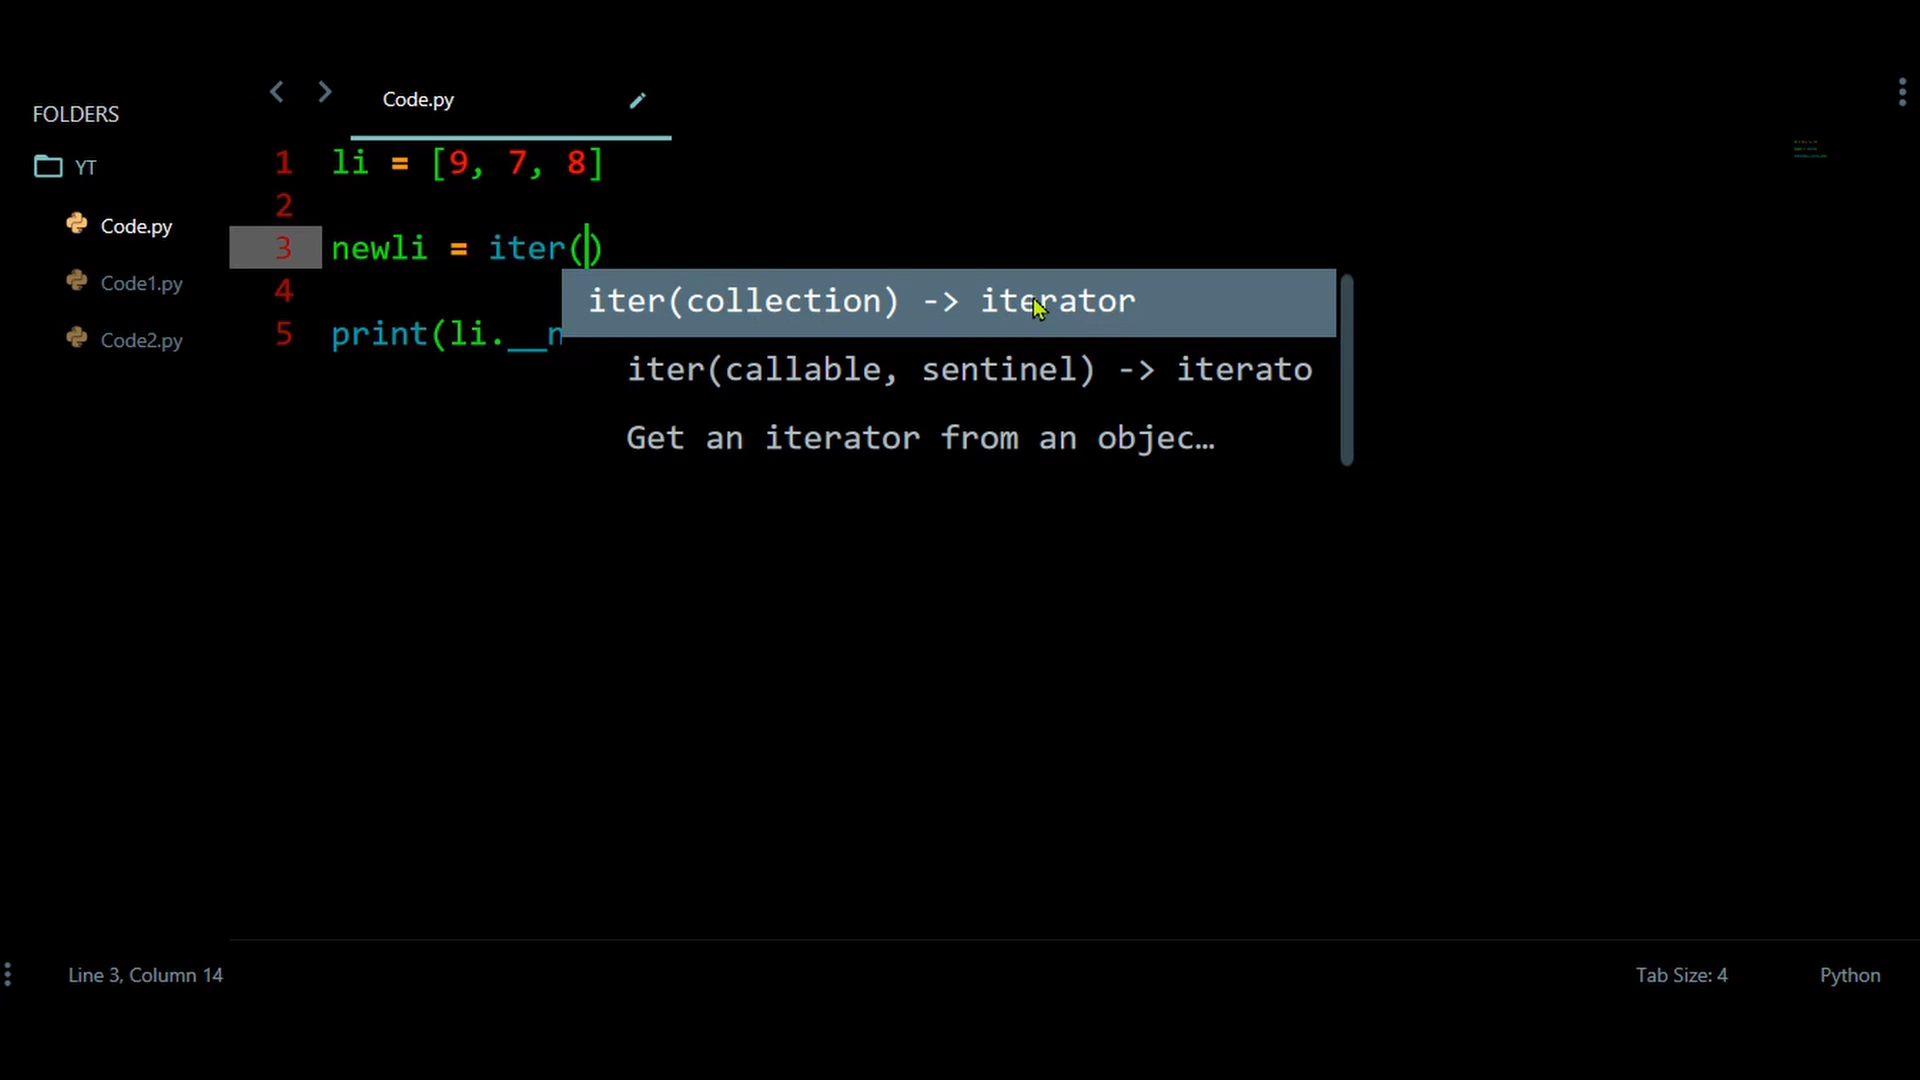 FOLDERS
YT
Code.py
Code1.py
Code2.py
Code.py
1 li = [9, 7, 8]
2
3 newli = iter()
4
5 print(li.__n
iter(collection) -> iterator
iter(callable, sentinel) -> iterato
Get an iterator from an objec…
Line 3, Column 14
Tab Size: 4
Python